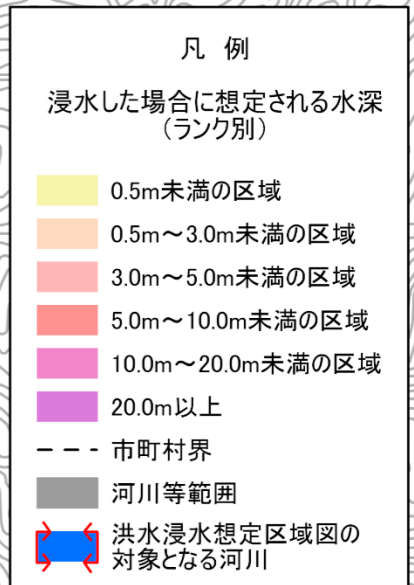 凡 例
浸水した場合に想定される水深
(ランク別)
0.5m未満の区域
0.5m～3.0m未満の区域
3.0m～5.0m未満の区域
5.0m～10.0m未満の区域
10.0m～20.0m未満の区域
20.0m以上
市町村界
河川等範囲
洪水浸水想定区域図の
対象となる河川